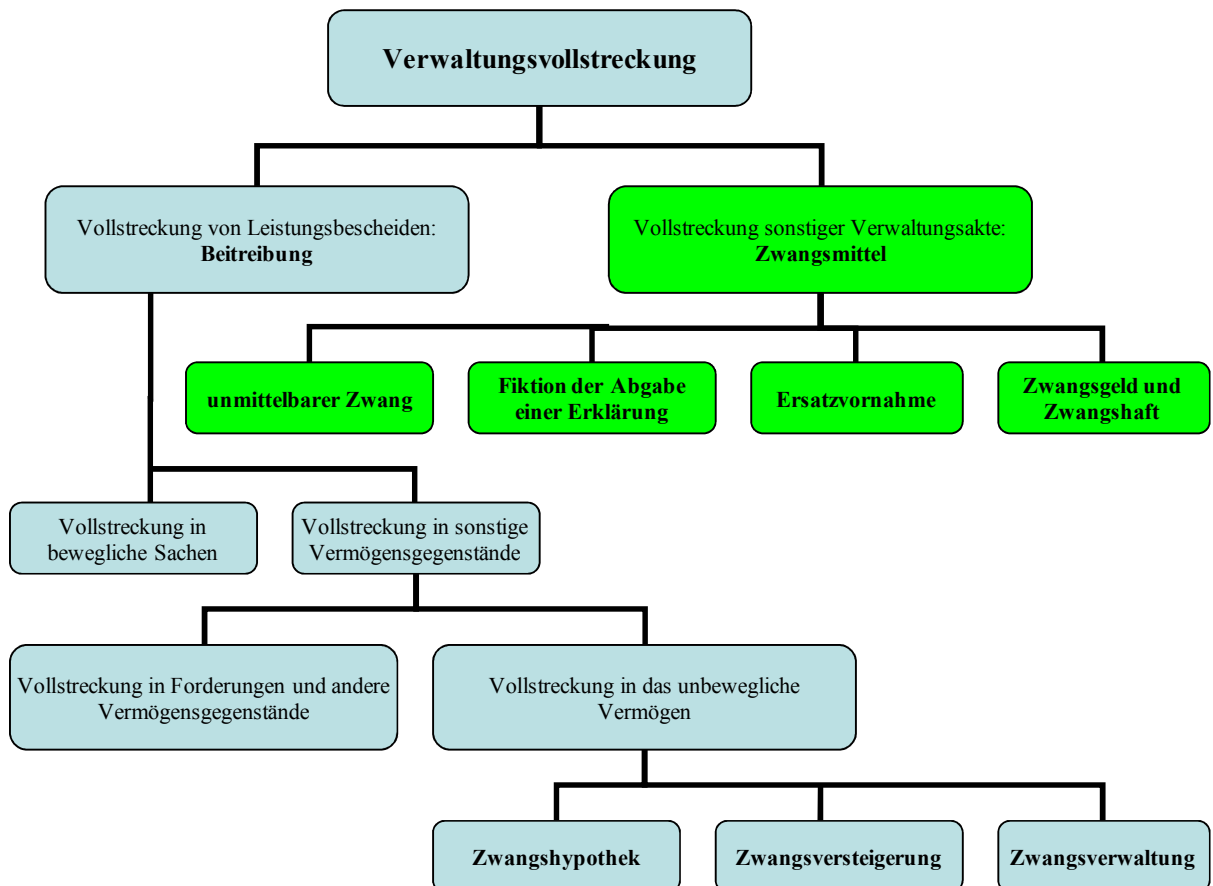 Verwaltungsvollstreckung
Vollstreckung von Leistungsbescheiden:
Beitreibung
Vollstreckung sonstiger Verwaltungsakte:
Zwangsmittel
unmittelbarer Zwang
Fiktion der Abgabe
einer Erklärung
Ersatzvornahme
Zwangsgeld und
Zwangshaft
Vollstreckung in
bewegliche Sachen
Vollstreckung in sonstige
Vermögensgegenstände
Vollstreckung in Forderungen und andere
Vermögensgegenstände
Vollstreckung in das unbewegliche
Vermögen
Zwangshypothek
Zwangsversteigerung
Zwangsverwaltung